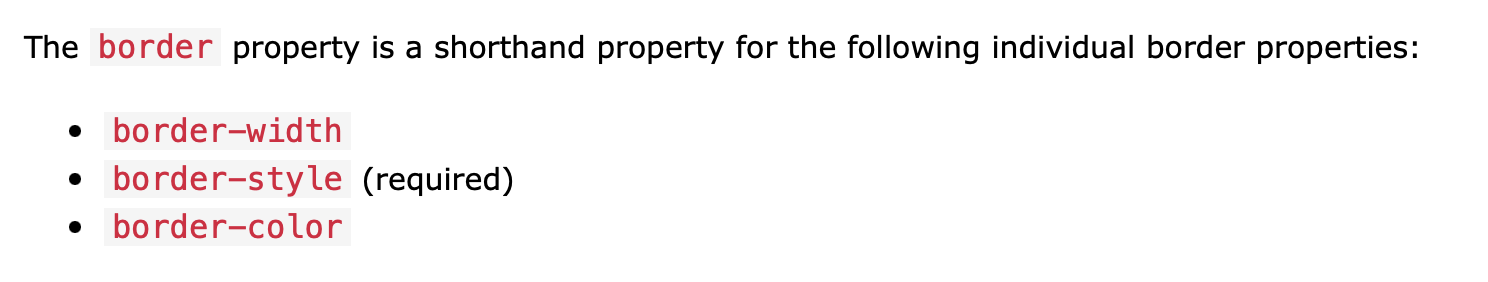 The border property is a shorthand property for the following individual border properties:
• border-width
• border-style (required)
• border-color